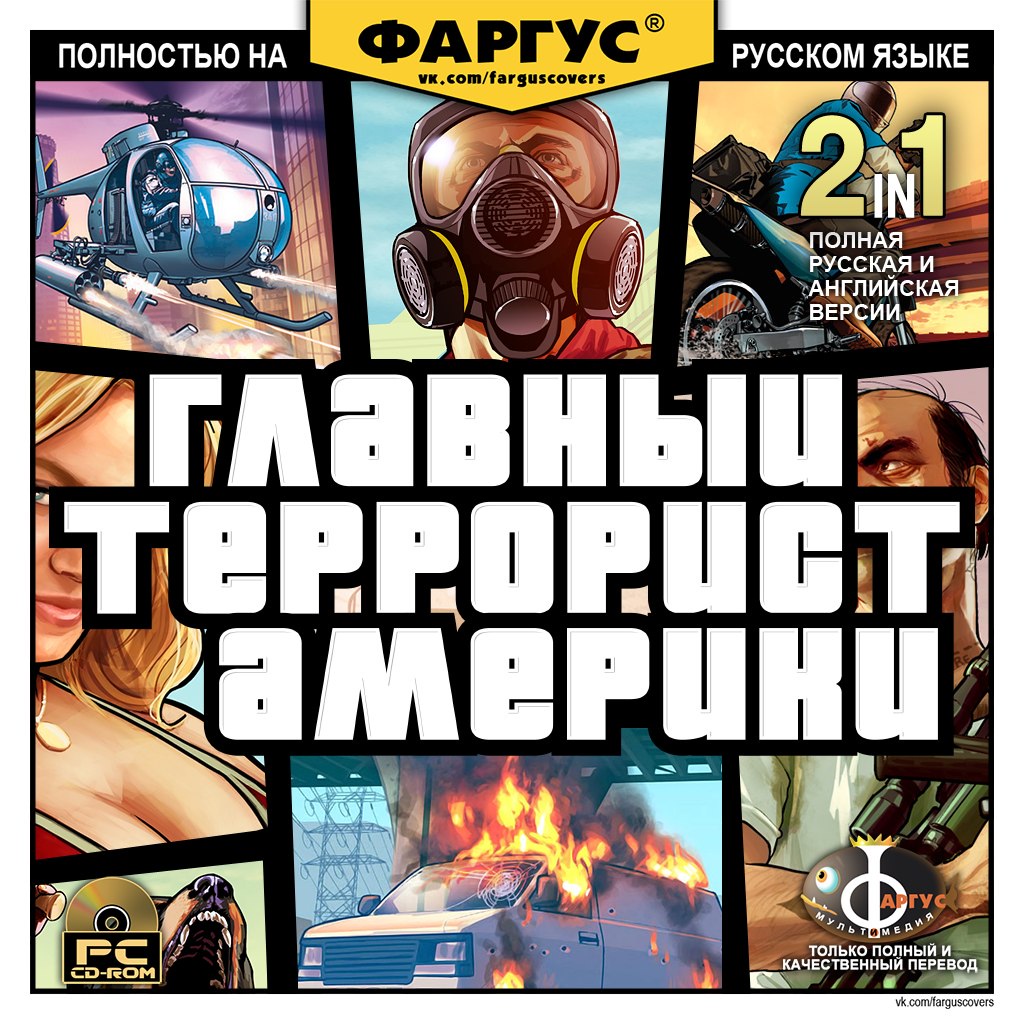 ПОЛНОСТЬЮ НА
ФАРГУС®
РУССКОМ ЯЗЫКЕ
vk.com/farguscovers
2 IN 1
ПОЛНАЯ
РУССКАЯ И
АНГЛИЙСКАЯ
ВЕРСИИ
ГЛАВНЫЙ
ТЕРРОРИСТ
АМЕРИКИ
PC
CD-ROM
ФАРГУС
МУЛЬТИМЕДИЯ
ТОЛЬКО ПОЛНЫЙ И
КАЧЕСТВЕННЫЙ ПЕРЕВОД
vk.com/farguscovers